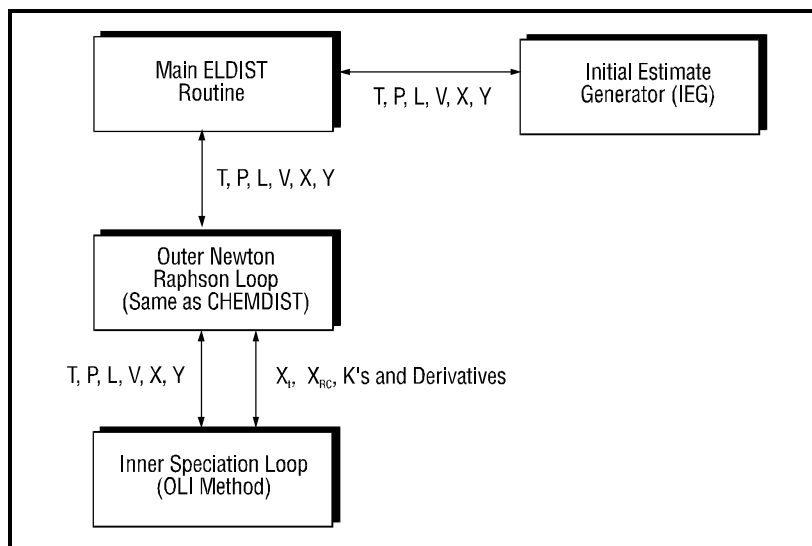 Main ELDIST
Routine
T, P, L, V, X, Y
Initial Estimate
Generator (IEG)
T, P, L, V, X, Y
Outer Newton
Raphson Loop
(Same as CHEMDIST)
T, P, L, V, X, Y
Xt, XRC, K's and Derivatives
Inner Speciation Loop
(OLI Method)